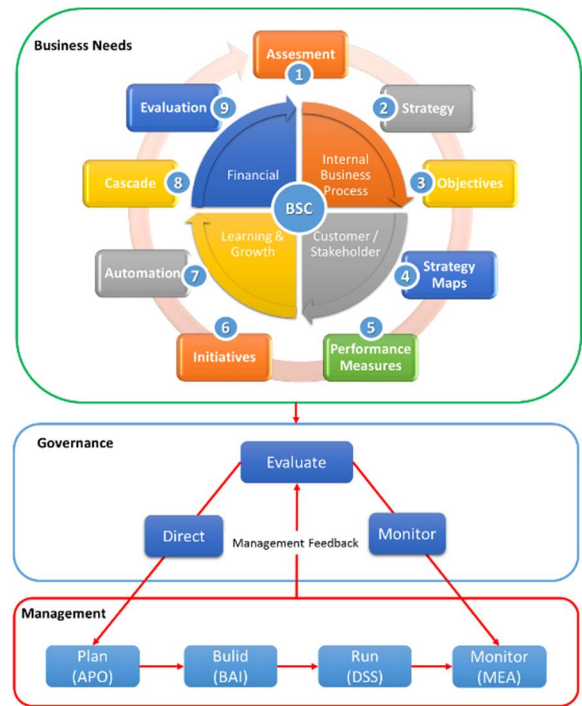 Business Needs
Assesment
1
2
Strategy
3
Objectives
4
Strategy
Maps
5
Performance
Measures
6
Initiatives
7
Automation
8
Cascade
9
Evaluation
Financial
Internal
Business
Process
BSC
Learning &
Growth
Customer /
Stakeholder
Governance
Evaluate
Direct
Management Feedback
Monitor
Management
Plan
(APO)
Bulid
(BAI)
Run
(DSS)
Monitor
(MEA)